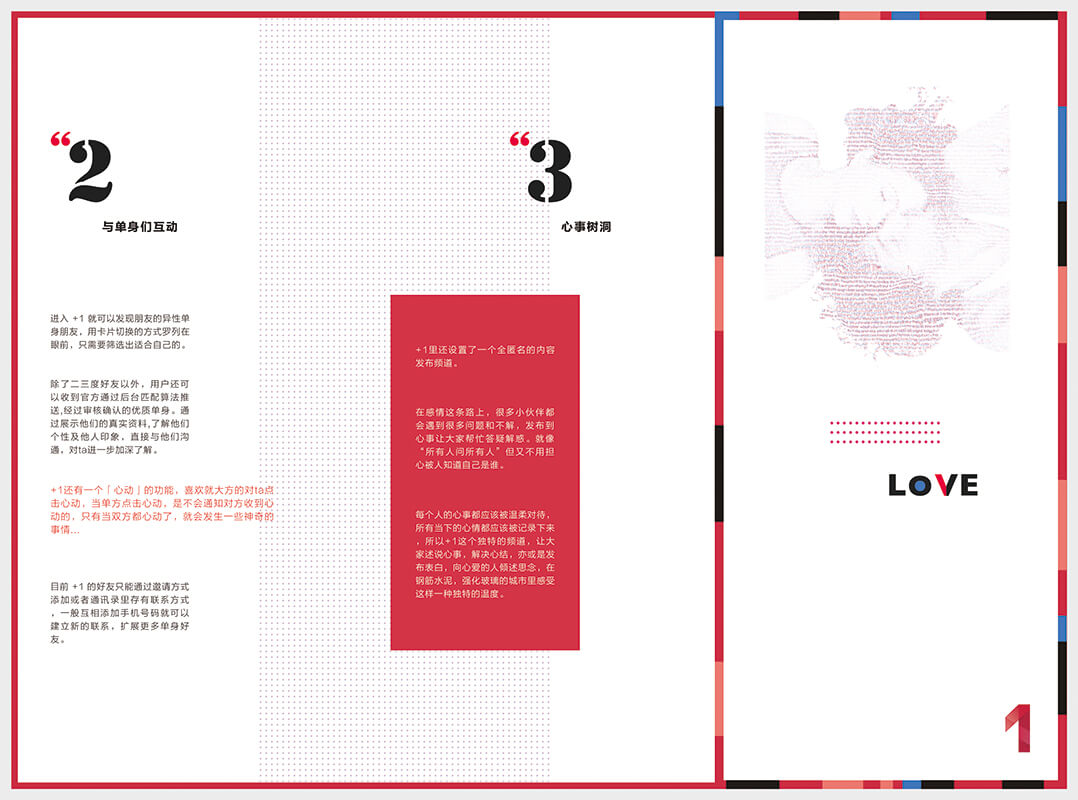 “2
与单身们互动
进入 +1 就可以发现朋友的异性单
身朋友，用卡片切换的方式罗列在
眼前，只需要筛选出适合自己的。
除了二三度好友以外，用户还可
以收到官方通过后台匹配算法推
送,经过审核确认的优质单身。通
过展示他们的真实资料,了解他们
个性及他人印象，直接与他们沟
通，对ta进一步加深了解。
+1还有一个「心动」的功能，喜欢就大方的对ta点
击心动，当单方点击心动，是不会通知对方收到心
动的，只有当双方都心动了，就会发生一些神奇的
事情...
目前 +1 的好友只能通过邀请方式
添加或者通讯录里存有联系方式
，一般互相添加手机号码就可以
建立新的联系，扩展更多单身好
友。
“3
心事树洞
+1里还设置了一个全匿名的内容
发布频道。
在感情这条路上，很多小伙伴都
会遇到很多问题和不解，发布到
心事让大家帮忙答疑解惑。就像
“所有人问所有人”但又不用担
心被人知道自己是谁。
每个人的心事都应该被温柔对待，
所有当下的心情都应该被记录下来
，所以+1这个独特的频道，让大
家述说心事，解决心结，亦或是发
布表白，向心爱的人倾述思念，在
钢筋水泥，强化玻璃的城市里感受
这样一种独特的温度。
LOVE
1